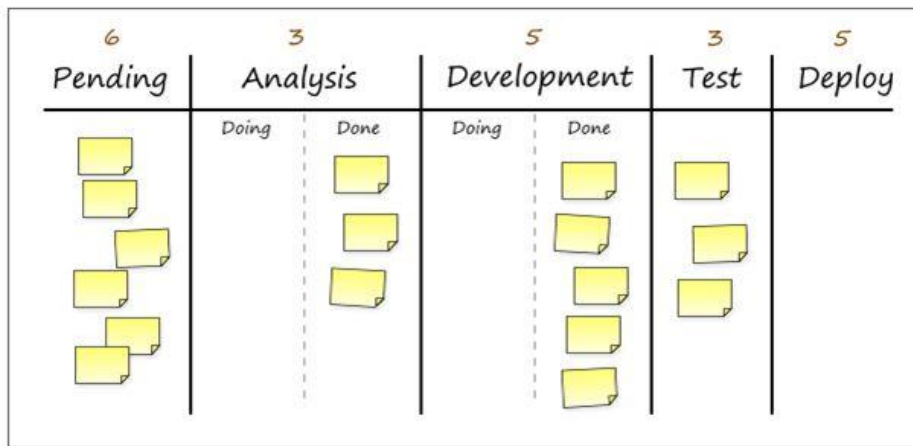 6 3 5 3 5
Pending Analysis Development Test Deploy
Doing Done Doing Done